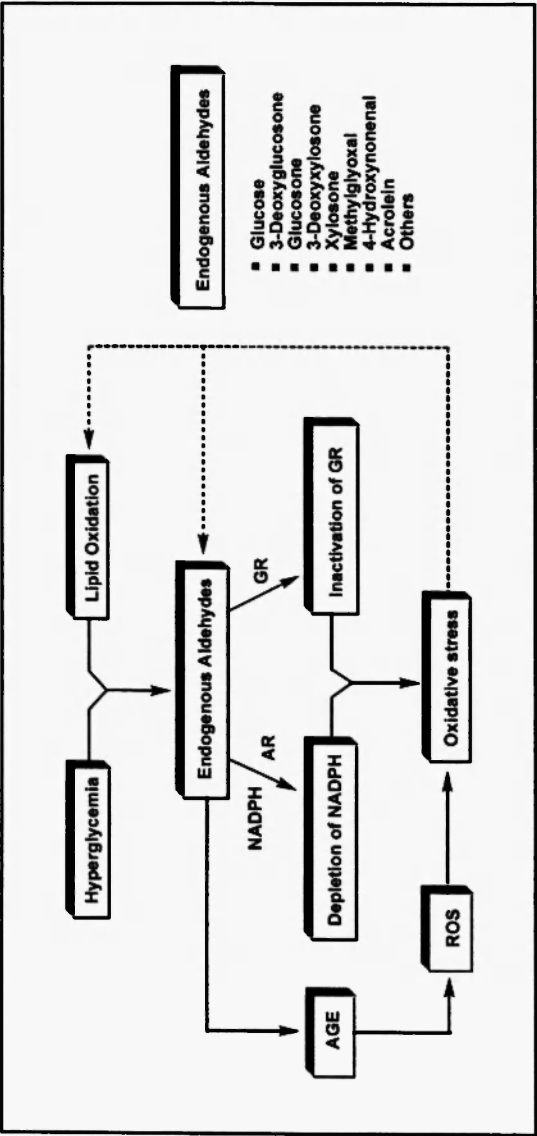 Hyperglycemia
Lipid Oxidation
Endogenous Aldehydes
NADPH
AR
GR
AGE
Depletion of NADPH
Inactivation of GR
ROS
Oxidative stress
Endogenous Aldehydes
■ Glucose
■ 3-Deoxyglucosone
■ Glucosone
■ 3-Deoxyxylosone
■ Xylosone
■ Methylglyoxal
■ 4-Hydroxynonenal
■ Acrolein
■ Others